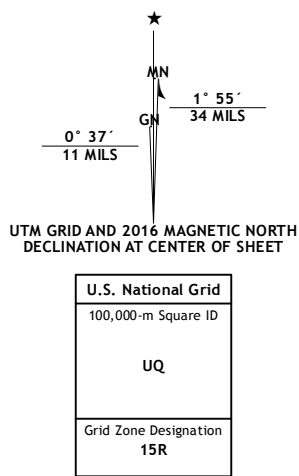 MN
1° 55´
34 MILS
GN
0° 37´
11 MILS
UTM GRID AND 2016 MAGNETIC NORTH
DECLINATION AT CENTER OF SHEET
U.S. National Grid
100,000-m Square ID
UQ
Grid Zone Designation
15R